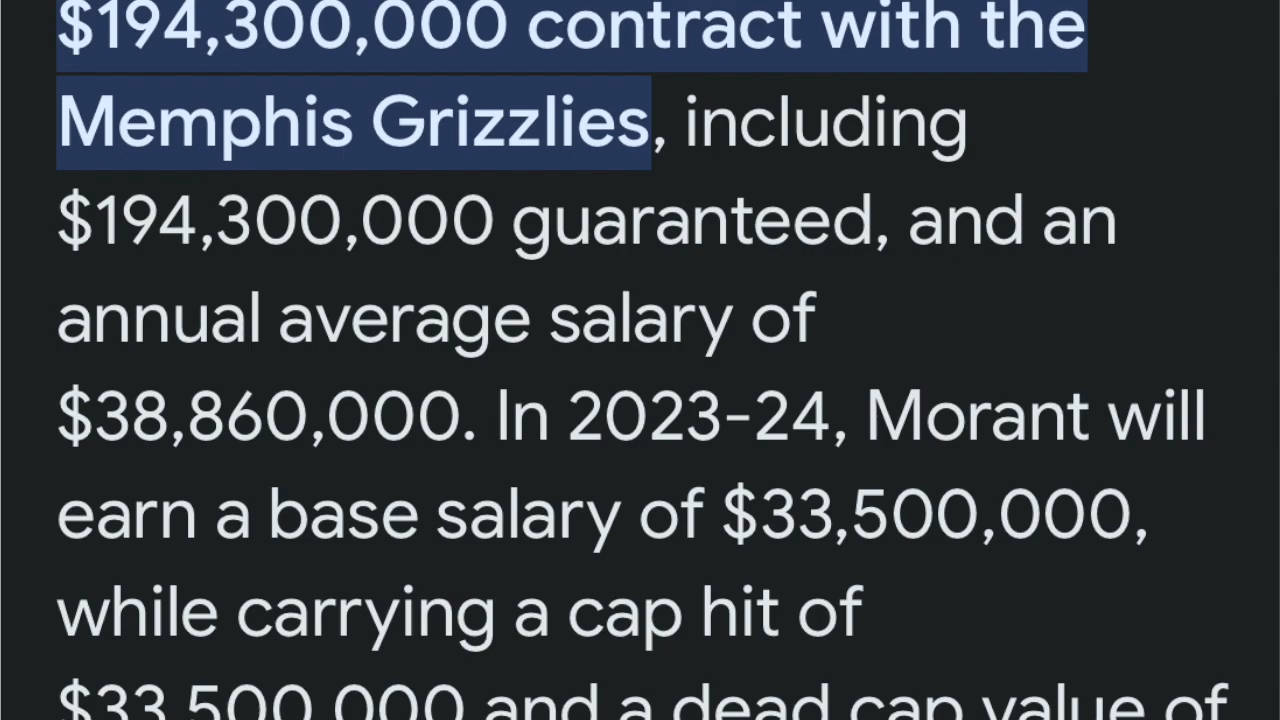 $194,300,000 contract with the
Memphis Grizzlies, including
$194,300,000 guaranteed, and an
annual average salary of
$38,860,000. In 2023-24, Morant will
earn a base salary of $33,500,000,
while carrying a cap hit of
$33,500,000 and a dead cap value of